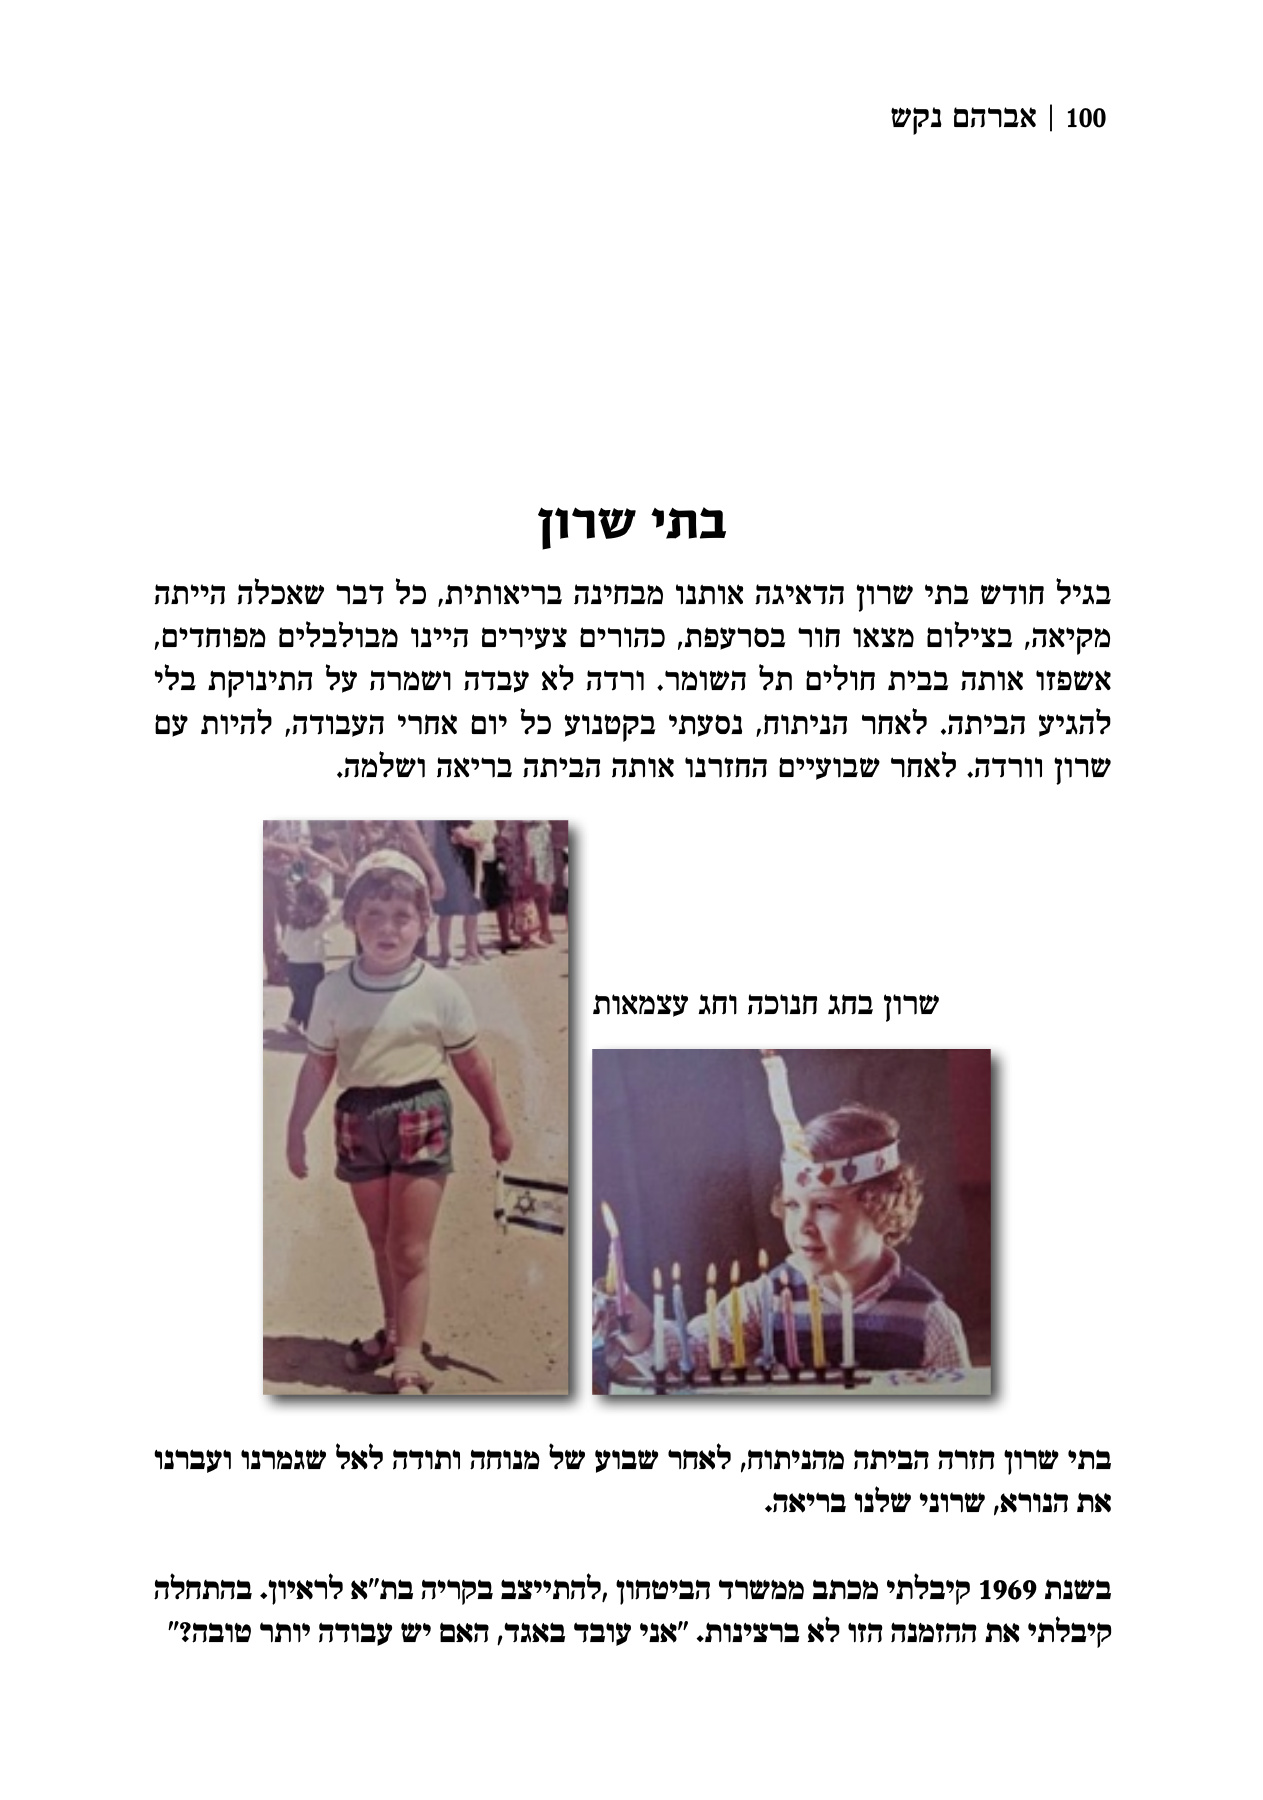 100 | אברהם נקש
בתי שרון
בגיל חודש בתי שרון הדאיגה אותנו מבחינה בריאותית, כל דבר שאכלה הייתה
מקיאה, בצילום מצאו חור בסרעפת, כהורים צעירים היינו מבולבלים מפוחדים,
אשפזו אותה בבית חולים תל השומר. ורדה לא עבדה ושמרה על התינוקת בלי
להגיע הביתה. לאחר הניתוח, נסעתי בקטנוע כל יום אחרי העבודה, להיות עם
שרון וורדה. לאחר שבועיים החזרנו אותה הביתה בריאה ושלמה.
שרון בחג חנוכה וחג עצמאות
בתי שרון חזרה הביתה מהניתוח, לאחר שבוע של מנוחה ותודה לאל שגמרנו ועברנו
את הנורא, שרוני שלנו בריאה.
בשנת 1969 קיבלתי מכתב ממשרד הביטחון ,להתייצב בקריה בת"א לראיון. בהתחלה
קיבלתי את ההזמנה הזו לא ברצינות. "אני עובד באגד, האם יש עבודה יותר טובה?"